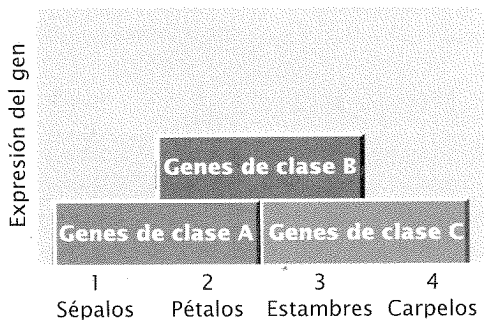 Expresión del gen
Genes de clase B
Genes de clase A
Genes de clase C
1 2 3 4
Sépalos Pétalos Estambres Carpelos